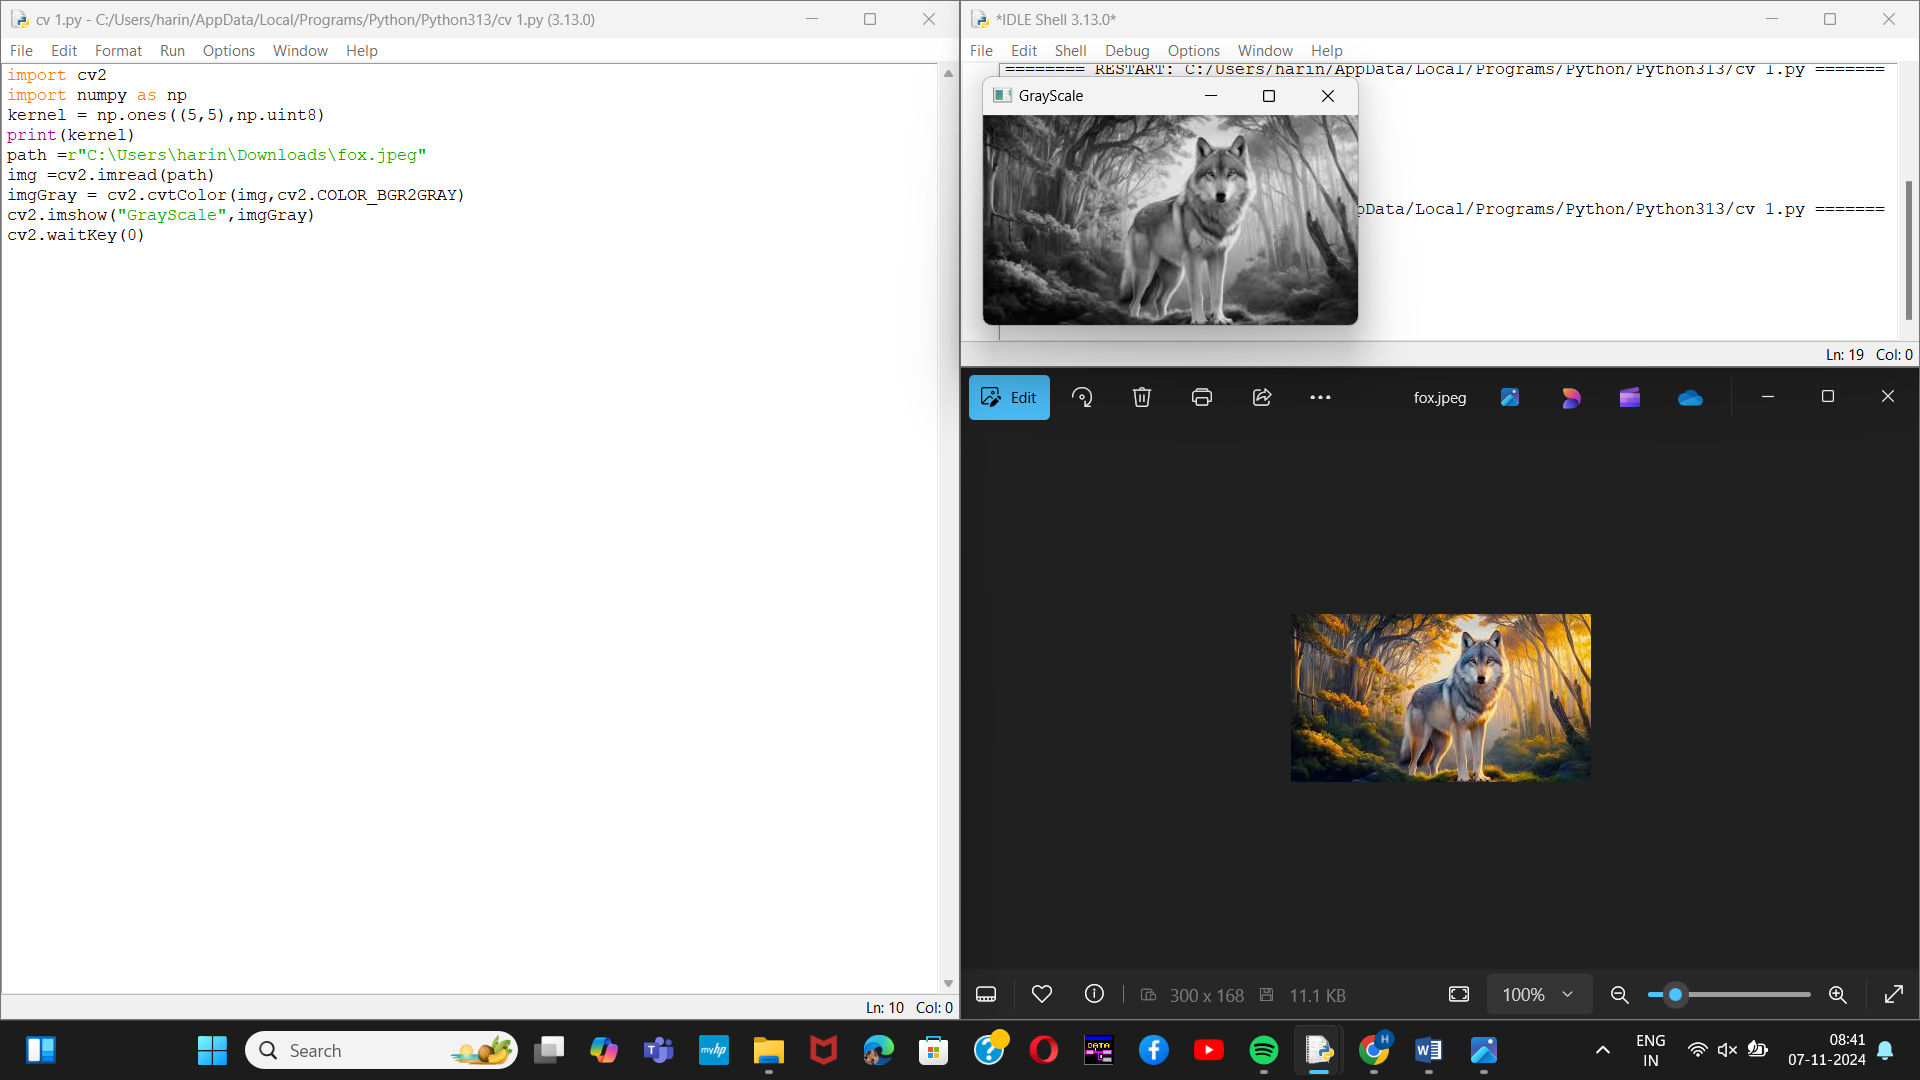 cv 1.py - C:/Users/harin/AppData/Local/Programs/Python/Python313/cv 1.py (3.13.0)
File Edit Format Run Options Window Help
import cv2
import numpy as np
kernel = np.ones((5,5),np.uint8)
print(kernel)
path =r"C:\Users\harin\Downloads\fox.jpeg"
img =cv2.imread(path)
imgGray = cv2.cvtColor(img,cv2.COLOR_BGR2GRAY)
cv2.imshow("GrayScale",imgGray)
cv2.waitKey(0)
Ln: 10 Col: 0
*IDLE Shell 3.13.0*
File Edit Shell Debug Options Window Help
======== RESTART: C:/Users/harin/AppData/Local/Programs/Python/Python313/cv 1.py =======
GrayScale
pData/Local/Programs/Python/Python313/cv 1.py =======
Ln: 19 Col: 0
Edit
fox.jpeg
300 x 168
11.1 KB
100%
Search
myhp
DATA
H
ENG
IN
08:41
07-11-2024